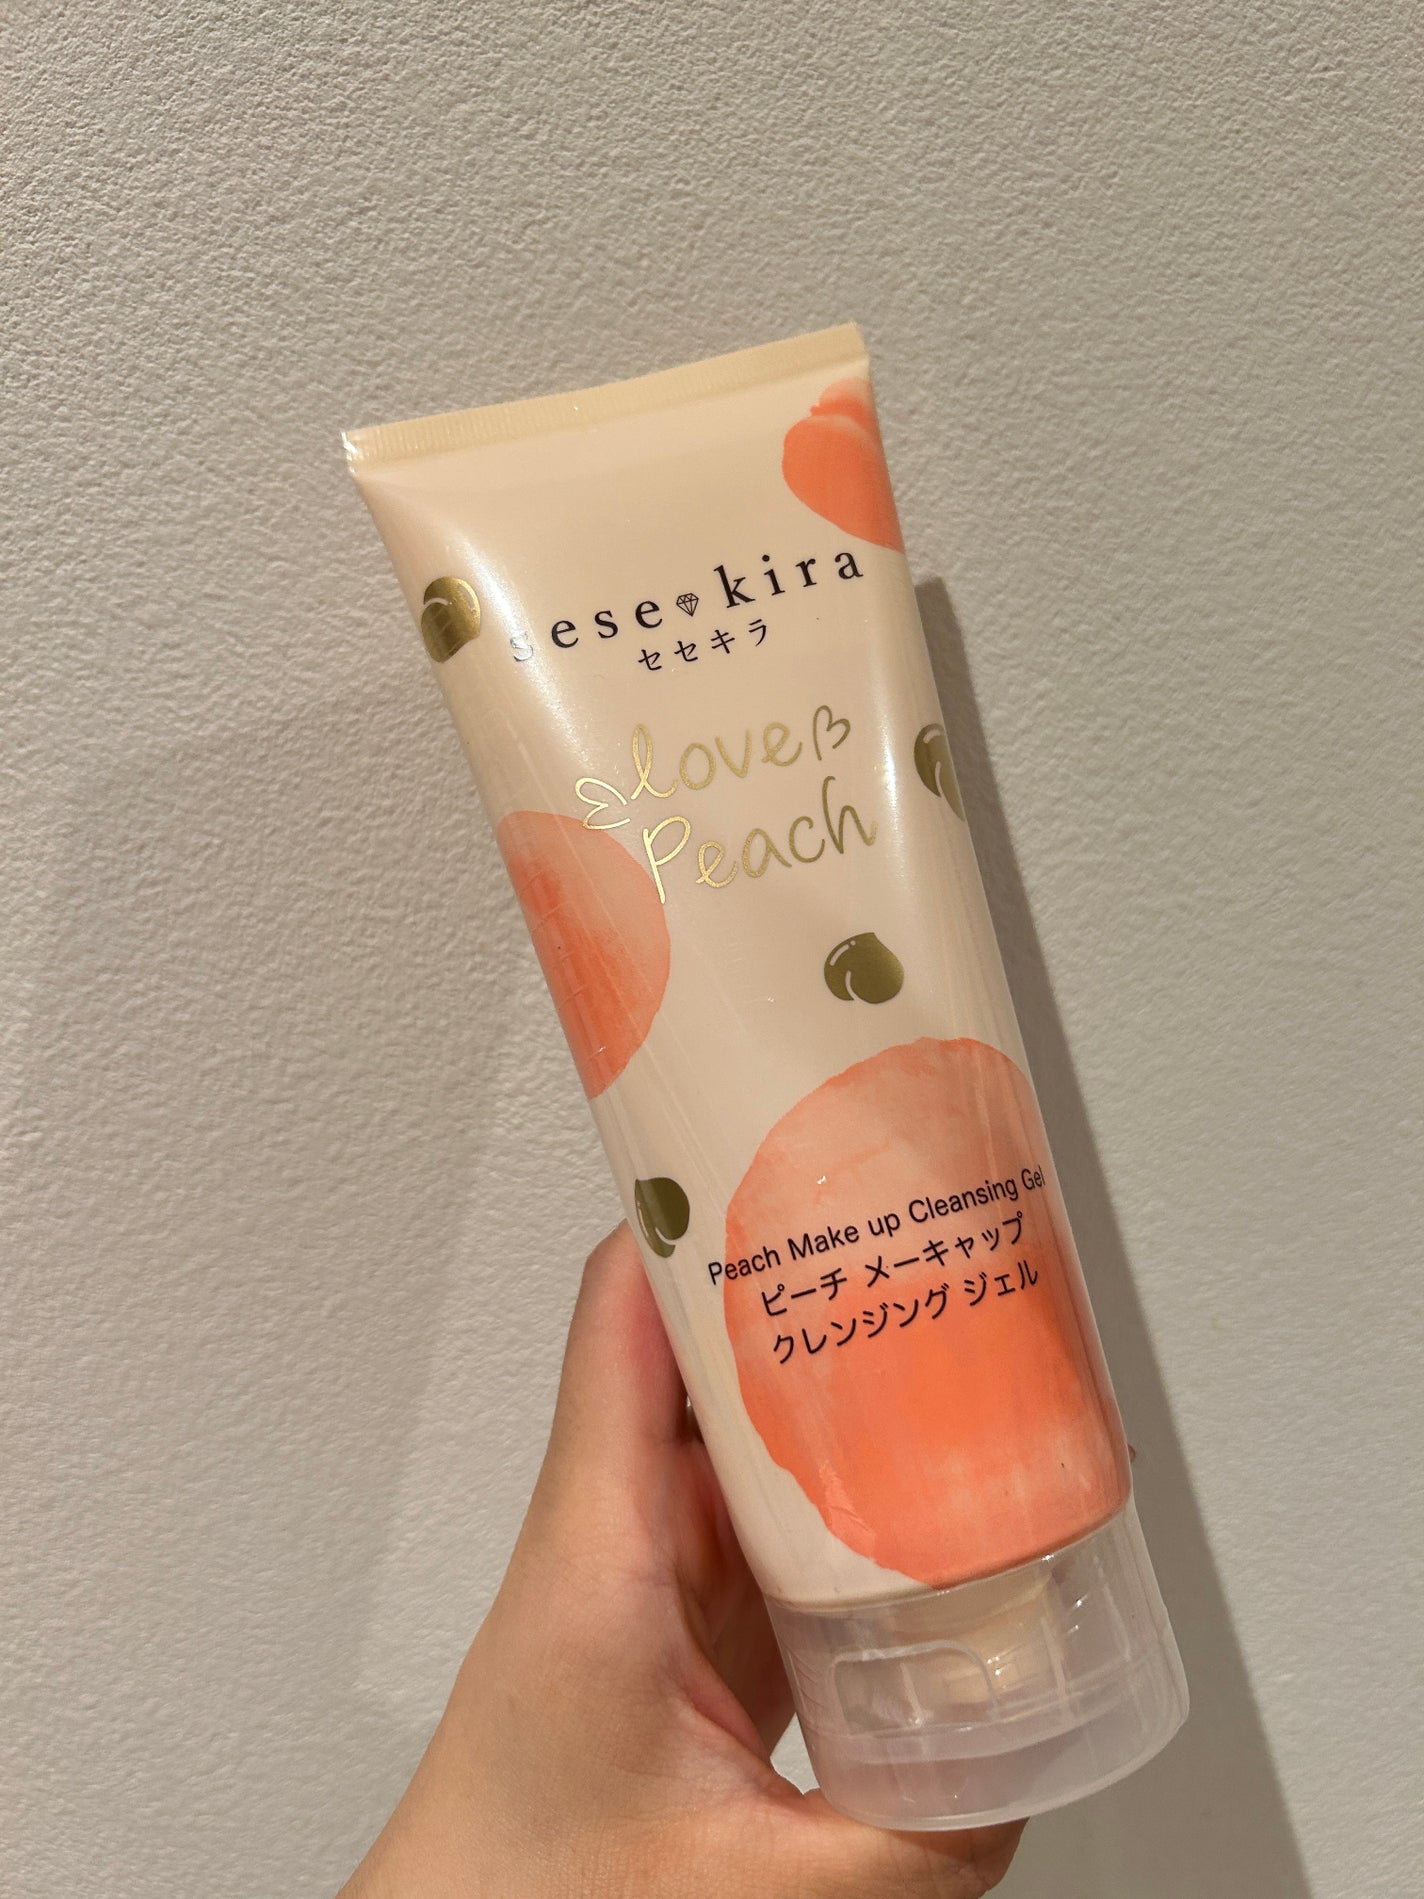 sese kira
セセキラ
love
Peach
Peach Make up Cleansing Gel
ピーチ メーキャップ
クレンジング ジェル